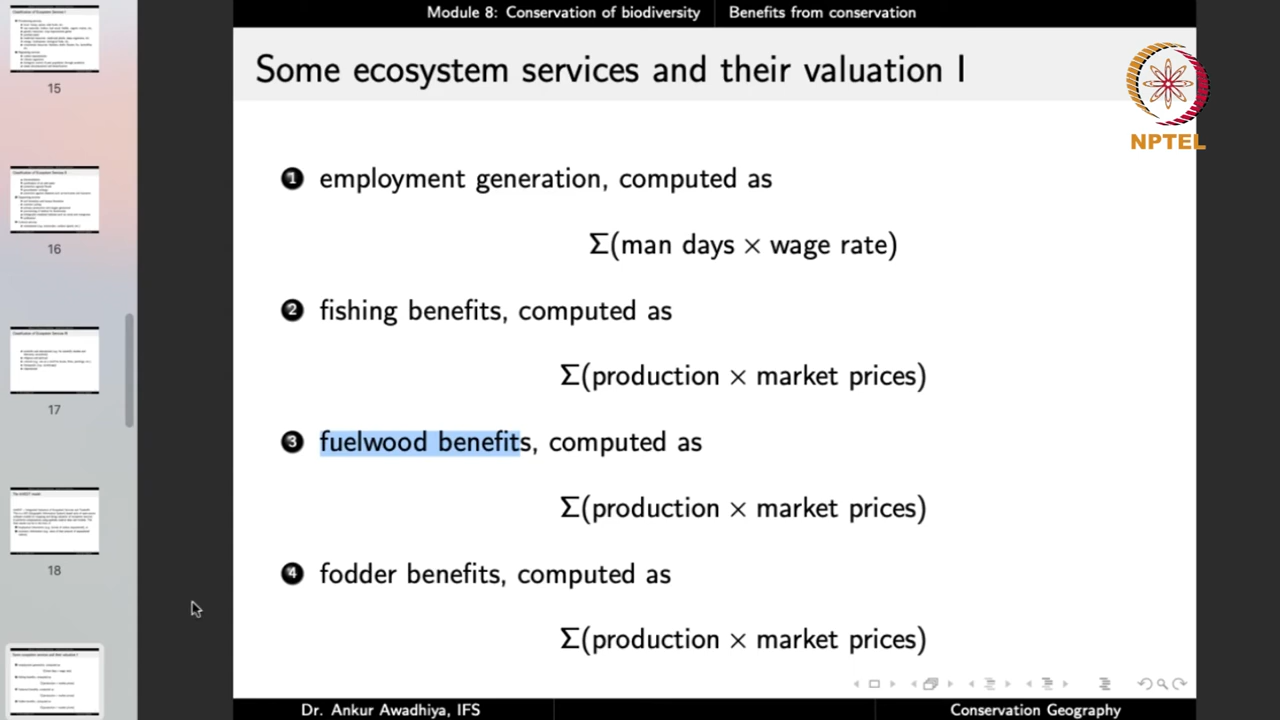 Module 8: Conservation of biodiversity
Benefits from conserva
Some ecosystem services and their valuation I
NPTEL
1 employment generation, computed as
Σ(man days × wage rate)
2 fishing benefits, computed as
Σ(production × market prices)
3 fuelwood benefits, computed as
Σ(production × market prices)
4 fodder benefits, computed as
Σ(production × market prices)
Dr. Ankur Awadhiya, IFS
Conservation Geography
15
16
17
18